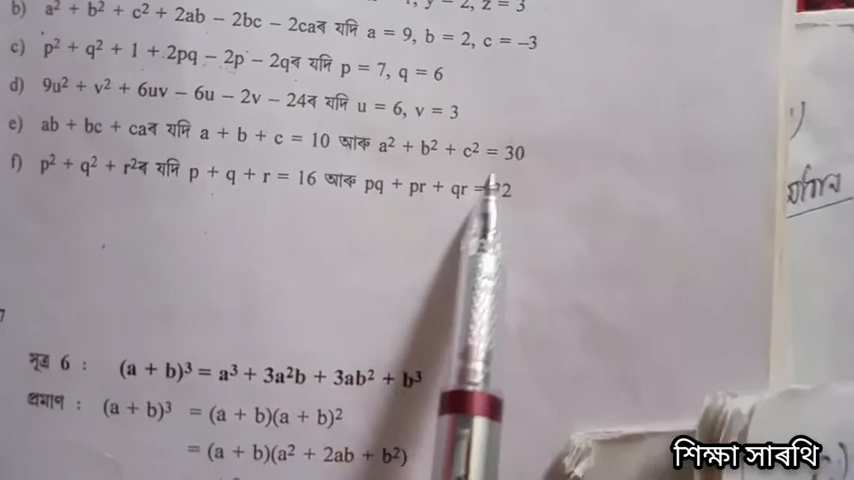 y = 2, z = 3
b) a² + b² + c² + 2ab − 2bc − 2caৰ যদি a = 9, b = 2, c = −3
c) p² + q² + 1 + 2pq − 2p − 2qৰ যদি p = 7, q = 6
d) 9u² + v² + 6uv − 6u − 2v − 24ৰ যদি u = 6, v = 3
e) ab + bc + caৰ যদি a + b + c = 10 আৰু a² + b² + c² = 30
f) p² + q² + r²ৰ যদি p + q + r = 16 আৰু pq + pr + qr = 2
সূত্ৰ 6 : (a + b)³ = a³ + 3a²b + 3ab² + b³
প্ৰমাণ : (a + b)³ = (a + b)(a + b)²
= (a + b)(a² + 2ab + b²)
শিক্ষা সাৰথি